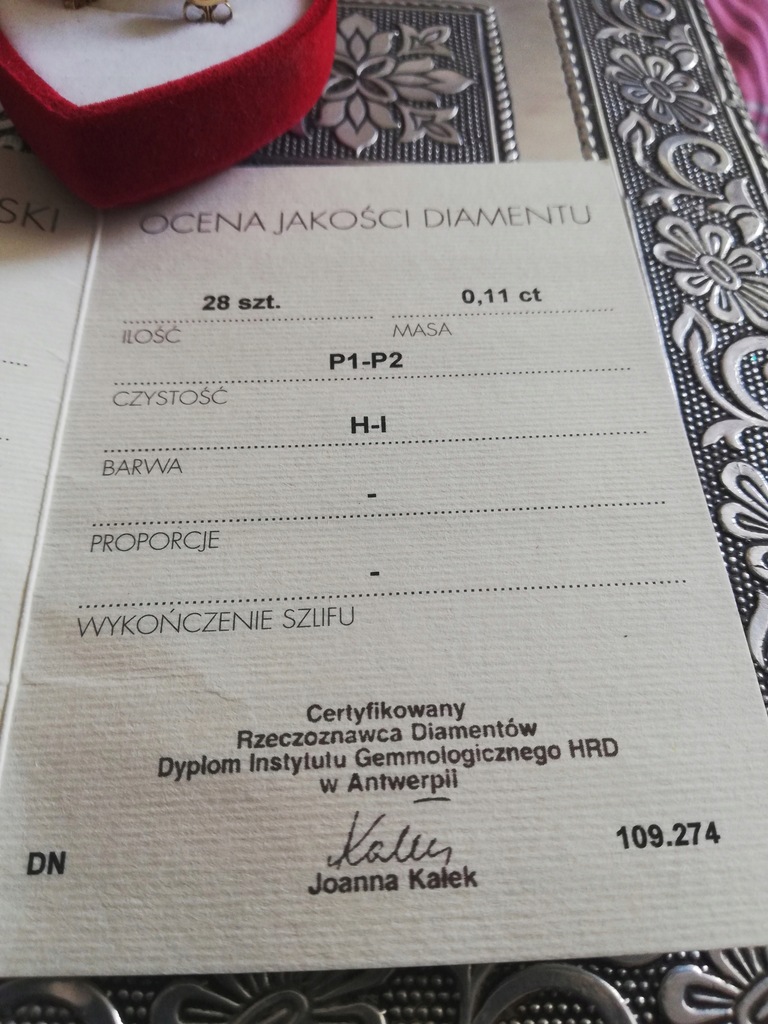 SKI
OCENA JAKOŚCI DIAMENTU
28 szt. 0,11 ct
ILOŚĆ MASA
P1-P2
CZYSTOŚĆ
H-I
BARWA
-
PROPORCJE
-
WYKOŃCZENIE SZLIFU
Certyfikowany
Rzeczoznawca Diamentów
Dyplom Instytutu Gemmologicznego HRD
w Antwerpii
DN 109.274
Joanna Kałek